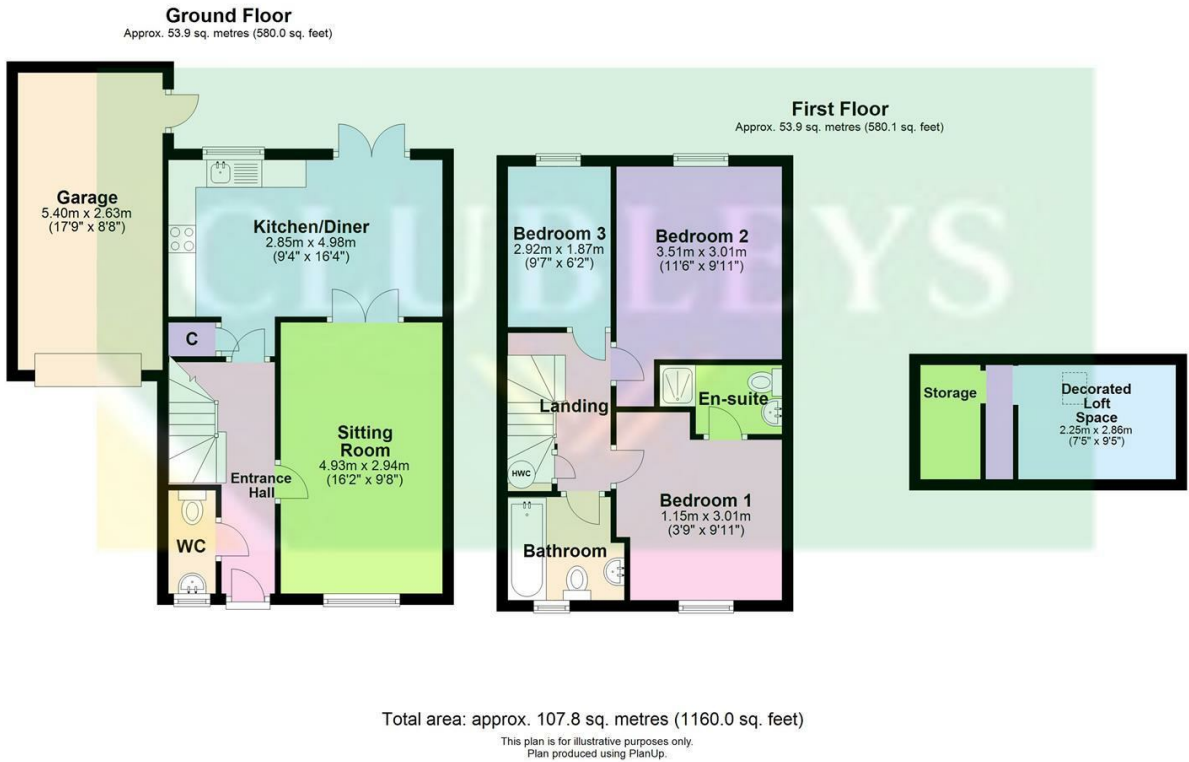 Ground Floor
Approx. 53.9 sq. metres (580.0 sq. feet)
Garage
5.40m x 2.63m
(17'9" x 8'8")
Kitchen/Diner
2.85m x 4.98m
(9'4" x 16'4")
C
Sitting
Room
4.93m x 2.94m
(16'2" x 9'8")
Entrance
Hall
WC
First Floor
Approx. 53.9 sq. metres (580.1 sq. feet)
Bedroom 3
2.92m x 1.87m
(9'7" x 6'2")
Bedroom 2
3.51m x 3.01m
(11'6" x 9'11")
En-suite
Landing
HWC
Bedroom 1
1.15m x 3.01m
(3'9" x 9'11")
Bathroom
Storage
Decorated
Loft
Space
2.25m x 2.86m
(7'5" x 9'5")
CLUBLEYS
Total area: approx. 107.8 sq. metres (1160.0 sq. feet)
This plan is for illustrative purposes only.
Plan produced using PlanUp.